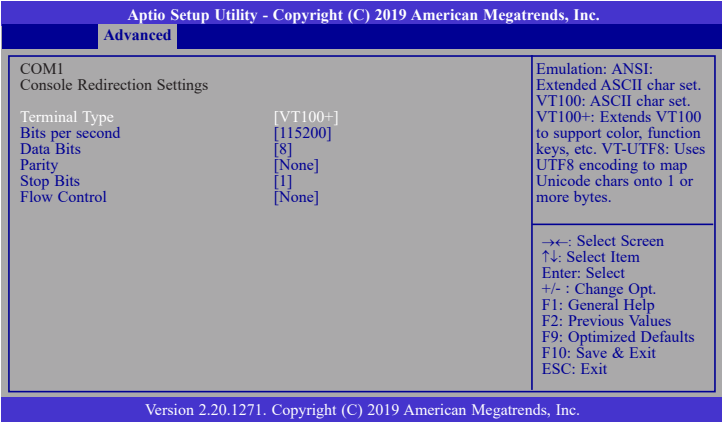 Aptio Setup Utility - Copyright (C) 2019 American Megatrends, Inc.
Advanced
COM1
Console Redirection Settings
Terminal Type [VT100+]
Bits per second [115200]
Data Bits [8]
Parity [None]
Stop Bits [1]
Flow Control [None]
Emulation: ANSI:
Extended ASCII char set.
VT100: ASCII char set.
VT100+: Extends VT100
to support color, function
keys, etc. VT-UTF8: Uses
UTF8 encoding to map
Unicode chars onto 1 or
more bytes.
→←: Select Screen
↑↓: Select Item
Enter: Select
+/- : Change Opt.
F1: General Help
F2: Previous Values
F9: Optimized Defaults
F10: Save & Exit
ESC: Exit
Version 2.20.1271. Copyright (C) 2019 American Megatrends, Inc.